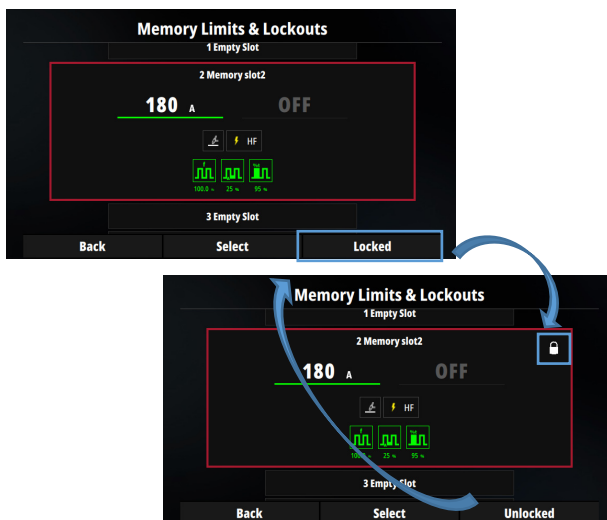 Memory Limits & Lockouts
1 Empty Slot
2 Memory slot2
180 A OFF
HF
100.0 ~ 25 % 95 %
3 Empty Slot
Back Select Locked
Memory Limits & Lockouts
1 Empty Slot
2 Memory slot2
180 A OFF
HF
25 % 95 %
3 Empty Slot
Back Select Unlocked